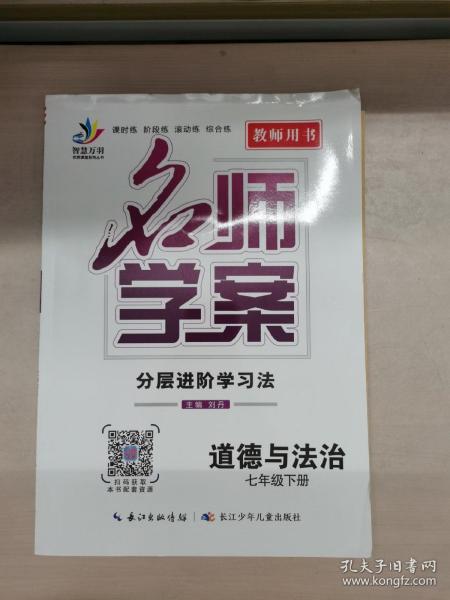 课时练 阶段练 滚动练 综合练
教师用书
智慧万羽
名师
学案
分层进阶学习法
主编 刘丹
道德与法治
七年级下册
扫码获取
本书配套资源
长江出版传媒 长江少年儿童出版社
孔夫子旧书网
www.kongfz.com